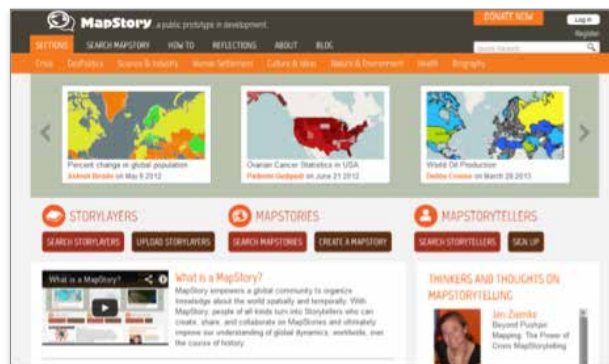 MapStory a public prototype in development.
DONATE NOW
Log in
Register
SECTIONS SEARCH MAPSTORY HOW TO REFLECTIONS ABOUT BLOG
Crisis GeoPolitics Science & Industry Human Settlement Culture & Ideas Nature & Environment Health Biography
Percent change in global population
on May 9 2012
Ovarian Cancer Statistics in USA
on June 21 2012
World Oil Production
on March 28 2013
STORYLAYERS
MAPSTORIES
MAPSTORYTELLERS
SEARCH STORYLAYERS UPLOAD STORYLAYERS
SEARCH MAPSTORIES CREATE A MAPSTORY
SEARCH STORYTELLERS SIGN UP
What is a MapStory?
What is a MapStory?
MapStory empowers a global community to organize
knowledge about the world spatially and temporally. With
MapStory, people of all kinds turn into Storytellers who can
create, share, and collaborate on MapStories and ultimately
improve our understanding of global dynamics, worldwide, over
the course of history.
THINKERS AND THOUGHTS ON
MAPSTORYTELLING
Jen Ziemke
Beyond Pushpin
Mapping: The Power of
Cross MapStorytelling